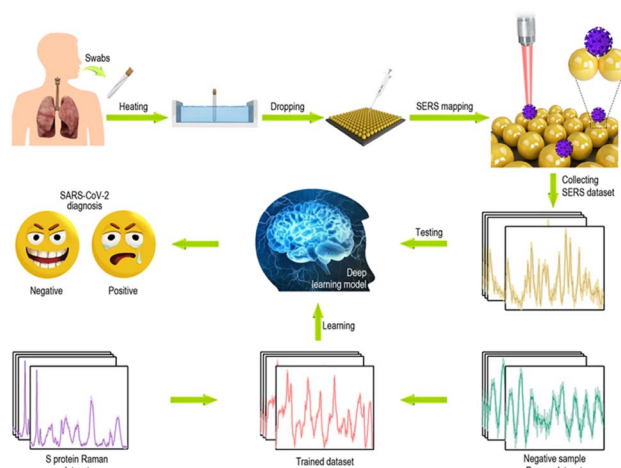 Swabs
Heating
Dropping
SERS mapping
Collecting
SERS dataset
SARS-CoV-2
diagnosis
Negative
Positive
Deep
learning model
Testing
Learning
S protein Raman
Trained dataset
Negative sample